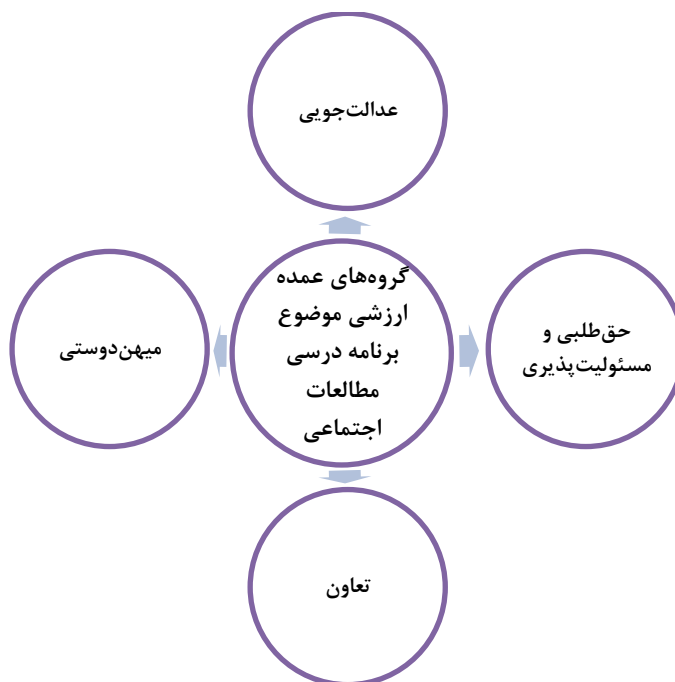 عدالت‌جویی
گروه‌های عمده
ارزشی موضوع
برنامه درسی
مطالعات
اجتماعی
حق‌طلبی و
مسئولیت‌پذیری
میهن‌دوستی
تعاون